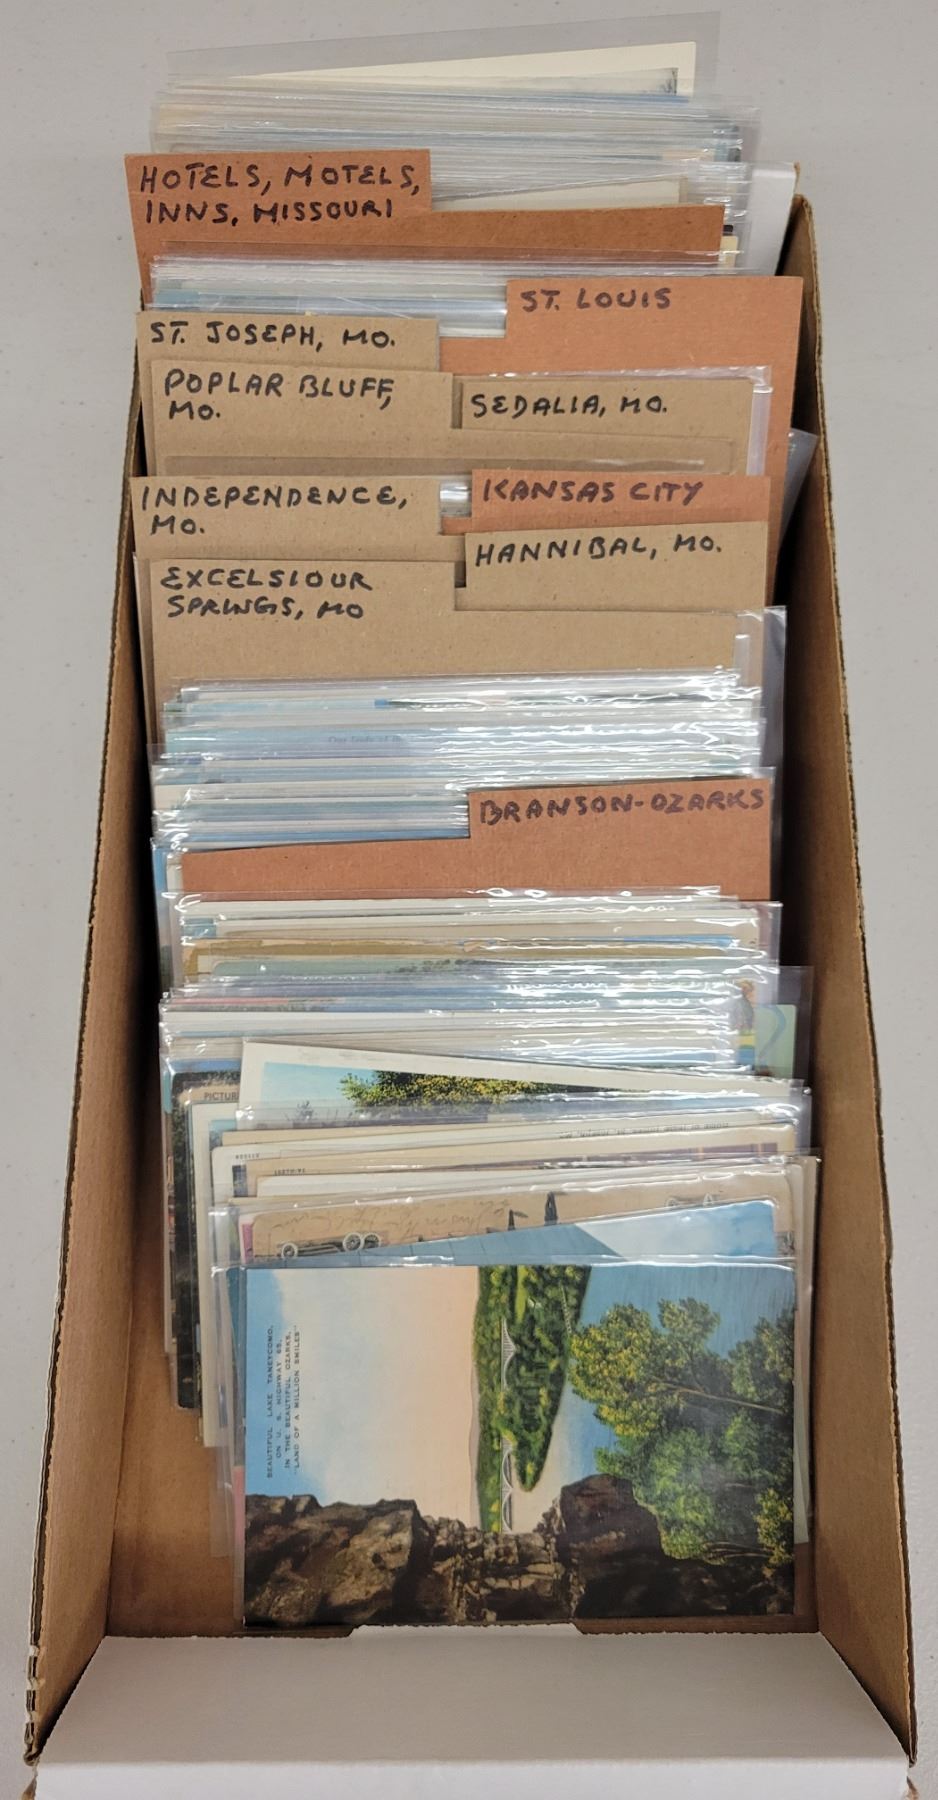 HOTELS, MOTELS,
INNS, MISSOURI
ST. LOUIS
ST. JOSEPH, MO.
POPLAR BLUFF,
MO.
SEDALIA, MO.
INDEPENDENCE,
MO.
KANSAS CITY
HANNIBAL, MO.
EXCELSIOUR
SPRINGS, MO
BRANSON-OZARKS
PICTUR
BEAUTIFUL LAKE TANEYCOMO,
ON U. S. HIGHWAY 65,
IN THE BEAUTIFUL OZARKS,
"LAND OF A MILLION SMILES"